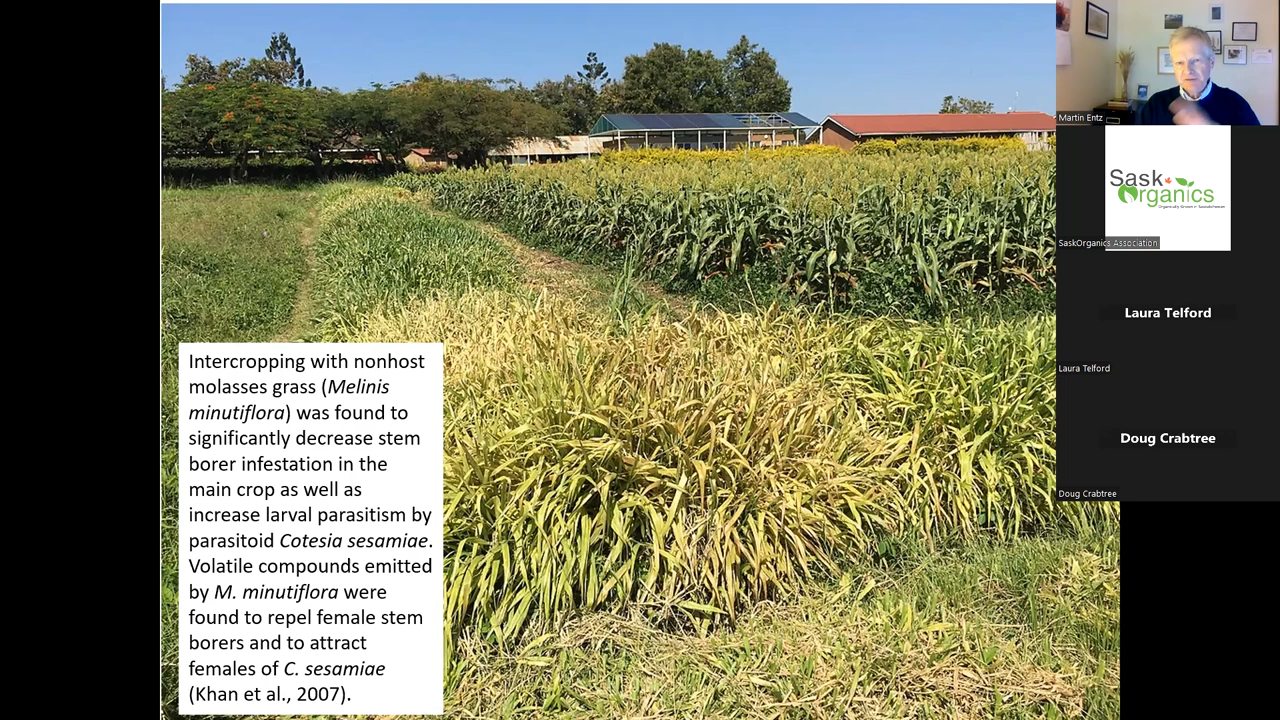 Intercropping with nonhost
molasses grass (Melinis
minutiflora) was found to
significantly decrease stem
borer infestation in the
main crop as well as
increase larval parasitism by
parasitoid Cotesia sesamiae.
Volatile compounds emitted
by M. minutiflora were
found to repel female stem
borers and to attract
females of C. sesamiae
(Khan et al., 2007).
Martin Entz
Sask
Organics
SaskOrganics Association
Laura Telford
Laura Telford
Doug Crabtree
Doug Crabtree